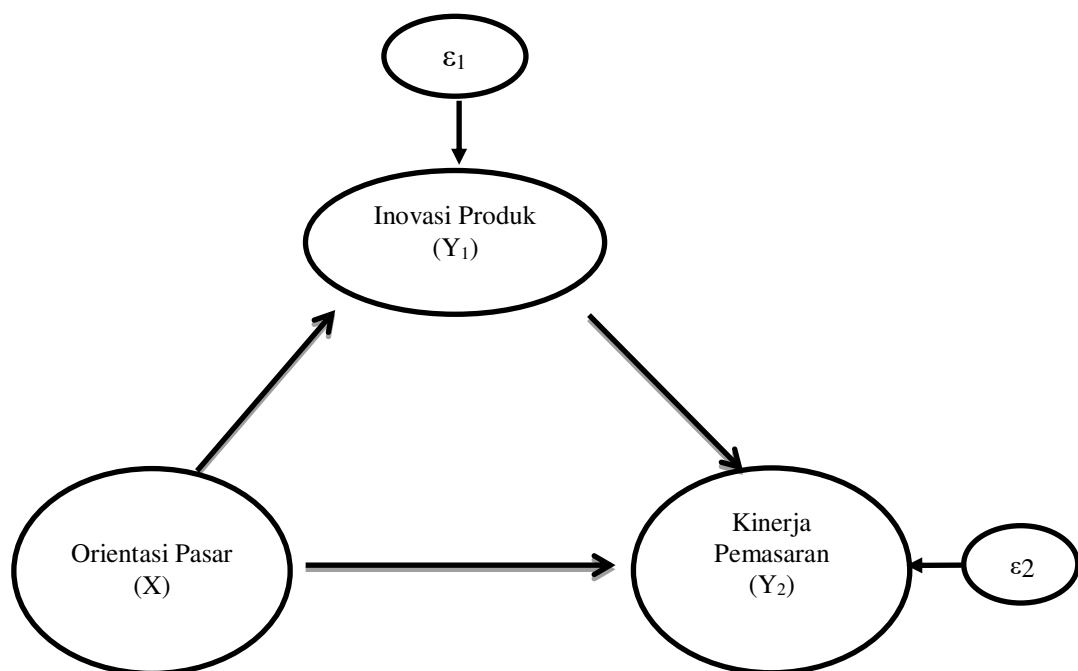 ε₁
Inovasi Produk
(Y₁)
Orientasi Pasar
(X)
Kinerja
Pemasaran
(Y₂)
ε2